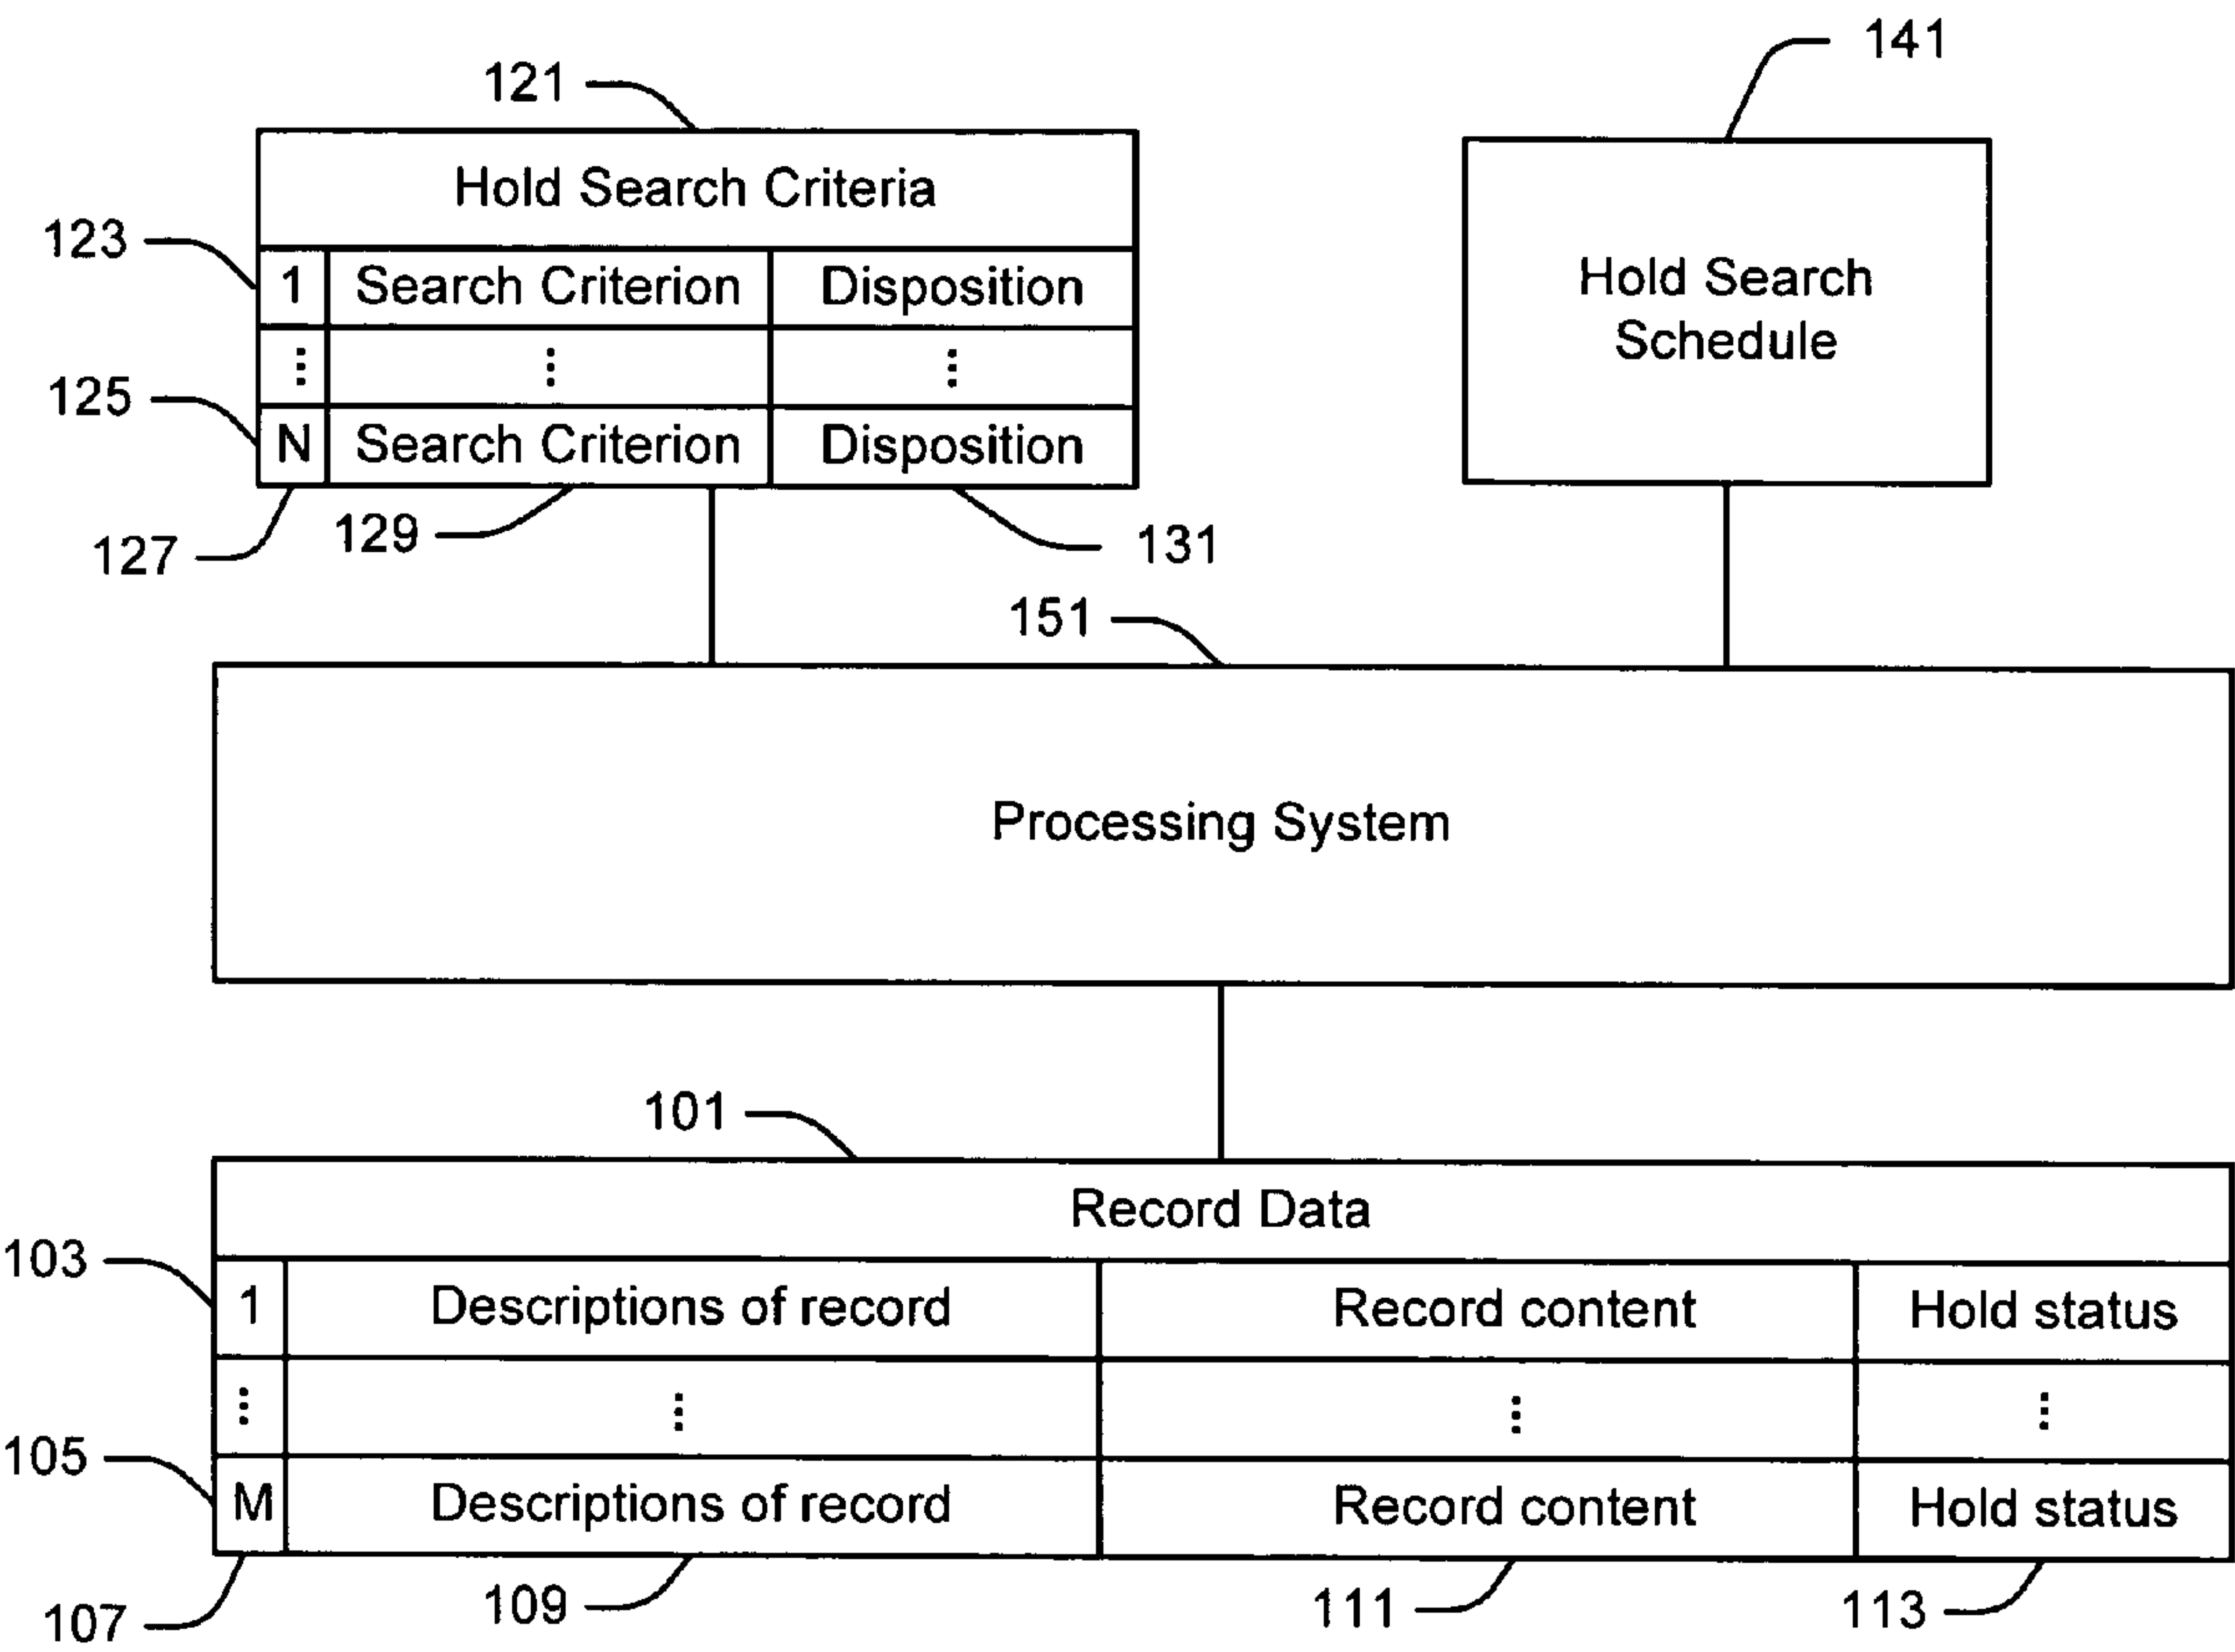 141
121
Hold Search Criteria
123
1 Search Criterion Disposition
⋮ ⋮ ⋮
125
N Search Criterion Disposition
127
129
131
Hold Search
Schedule
151
Processing System
101
Record Data
103
1 Descriptions of record Record content Hold status
⋮ ⋮ ⋮ ⋮
105
M Descriptions of record Record content Hold status
107
109
111
113